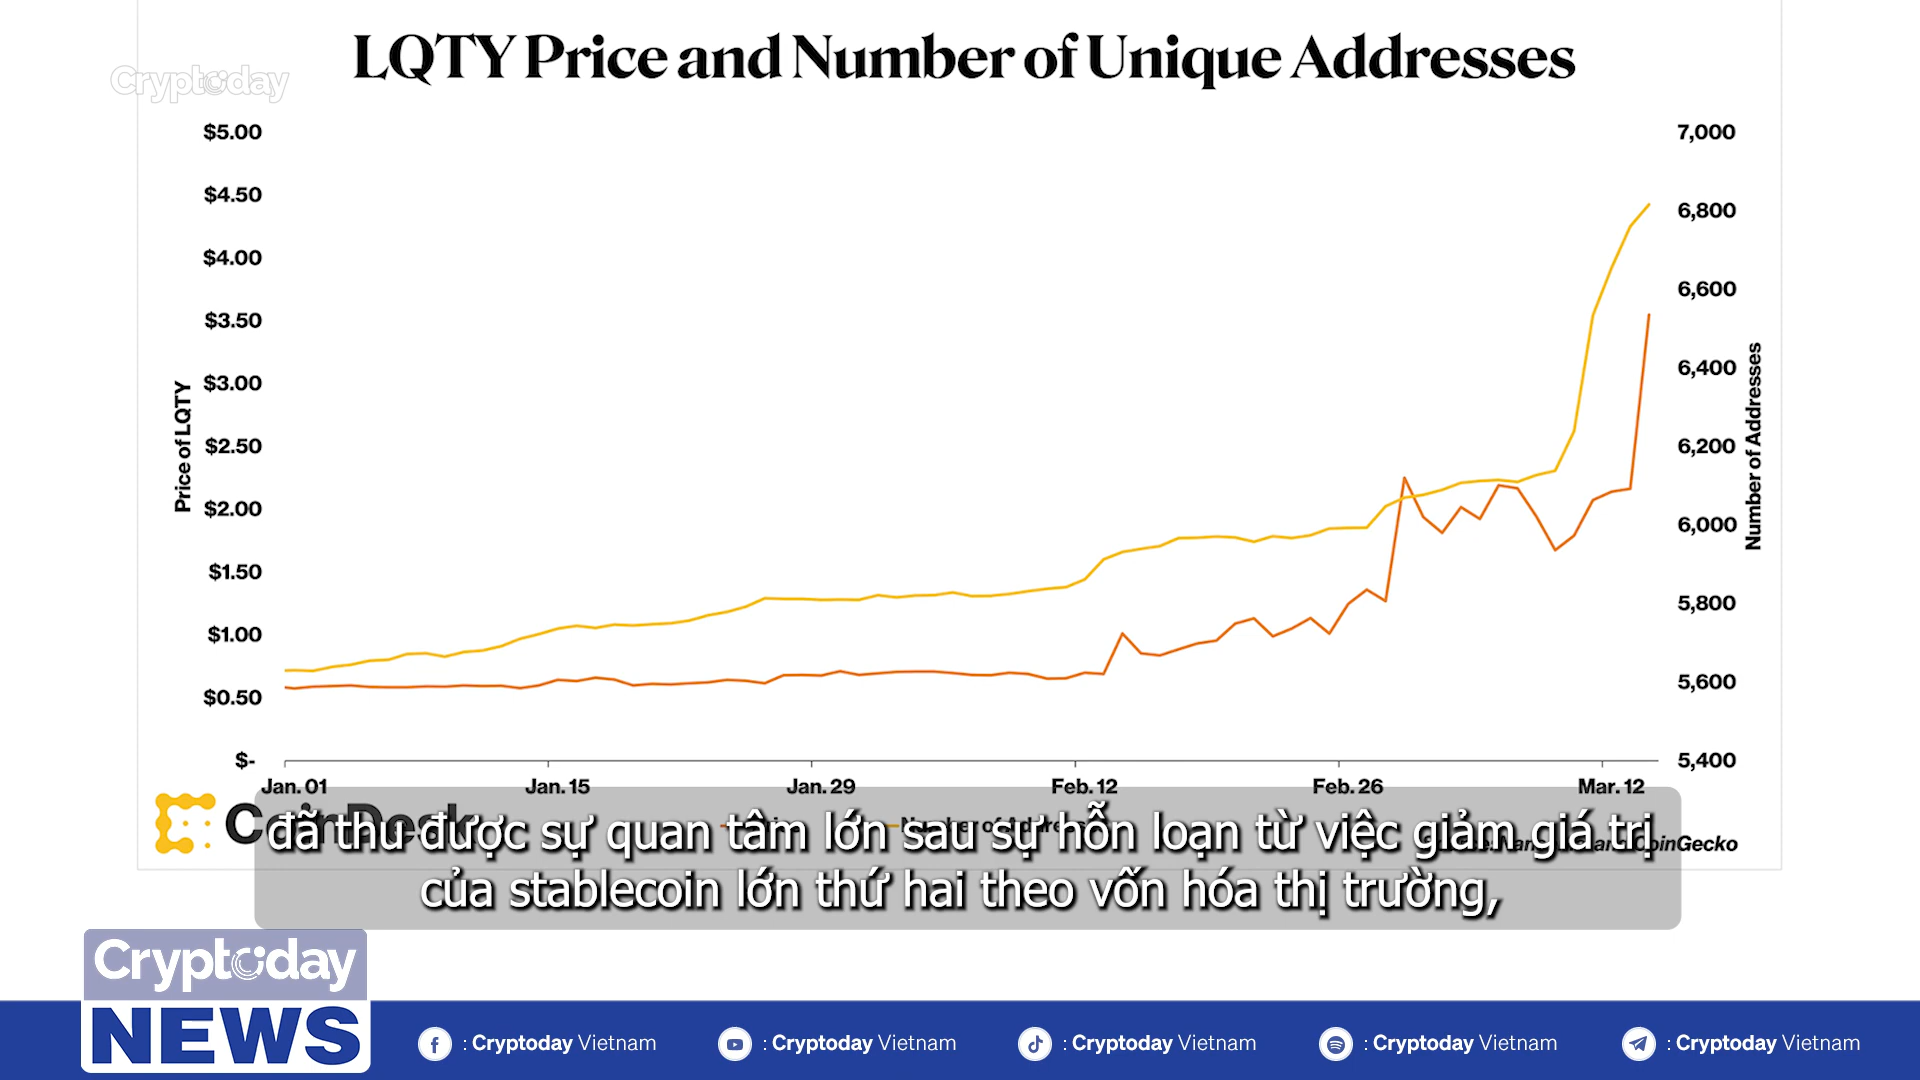 LQTY Price and Number of Unique Addresses
Cryptoday
$5.00
$4.50
$4.00
$3.50
$3.00
$2.50
$2.00
$1.50
$1.00
$0.50
$-
Price of LQTY
7,000
6,800
6,600
6,400
6,200
6,000
5,800
5,600
5,400
Number of Addresses
Jan. 01 Jan. 15 Jan. 29 Feb. 12 Feb. 26 Mar. 12
CoinDesk
Number of Addresses
CoinGecko
đã thu được sự quan tâm lớn sau sự hỗn loạn từ việc giảm giá trị
của stablecoin lớn thứ hai theo vốn hóa thị trường,
Cryptoday
NEWS
: Cryptoday Vietnam : Cryptoday Vietnam : Cryptoday Vietnam : Cryptoday Vietnam : Cryptoday Vietnam